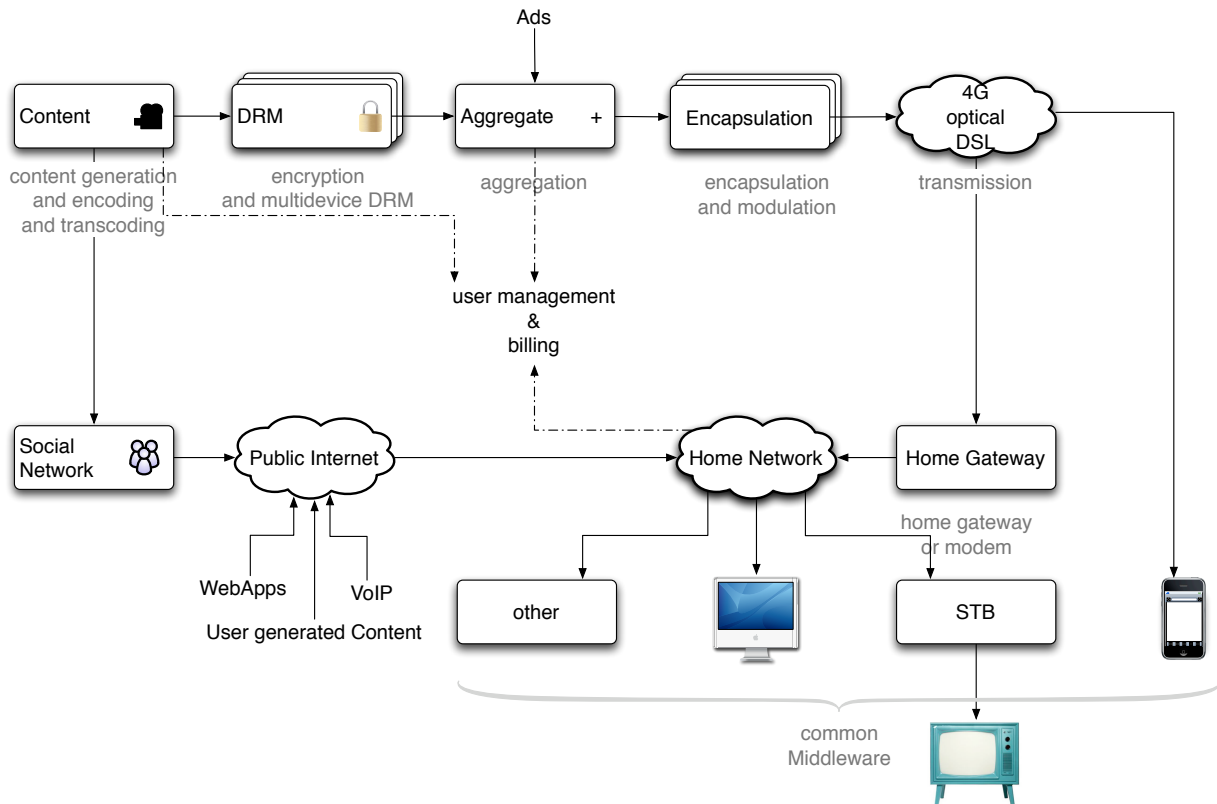 Ads
Content
DRM
Aggregate +
Encapsulation
4G
optical
DSL
content generation
and encoding
and transcoding
encryption
and multidevice DRM
aggregation
encapsulation
and modulation
transmission
user management
&
billing
Social
Network
Public Internet
Home Network
Home Gateway
home gateway
or modem
WebApps
VoIP
User generated Content
other
STB
common
Middleware